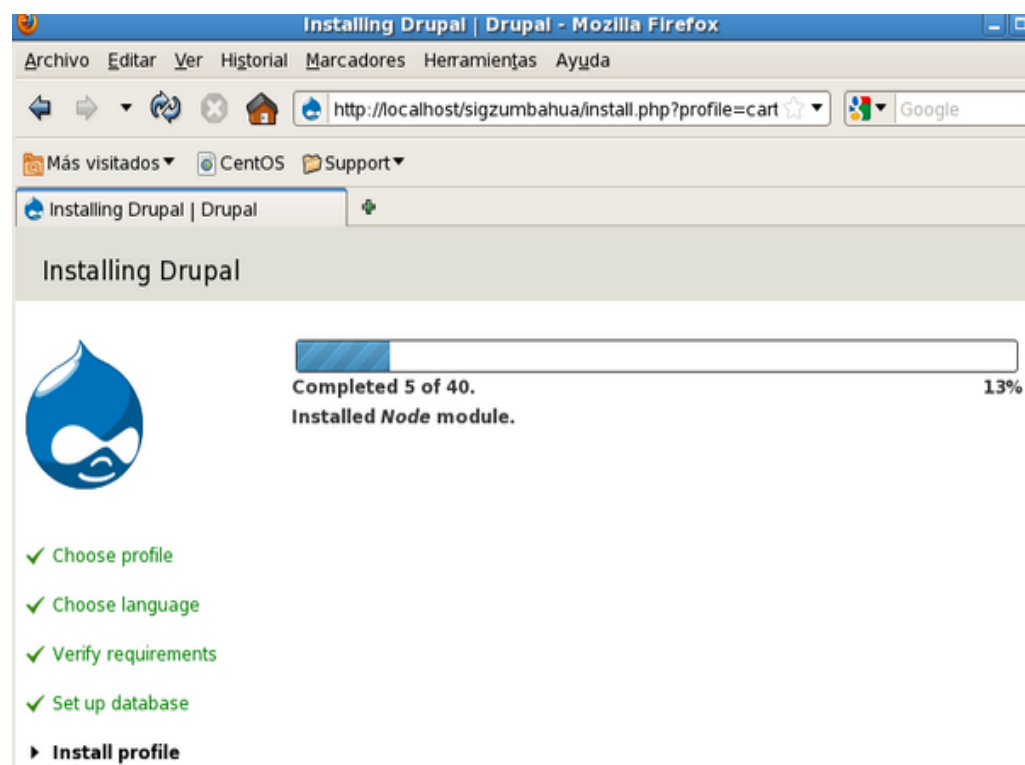 Installing Drupal | Drupal - Mozilla Firefox
Archivo Editar Ver Historial Marcadores Herramientas Ayuda
http://localhost/sigzumbahua/install.php?profile=cart Google
Más visitados CentOS Support
Installing Drupal | Drupal
Installing Drupal
Completed 5 of 40. 13%
Installed Node module.
Choose profile
Choose language
Verify requirements
Set up database
Install profile